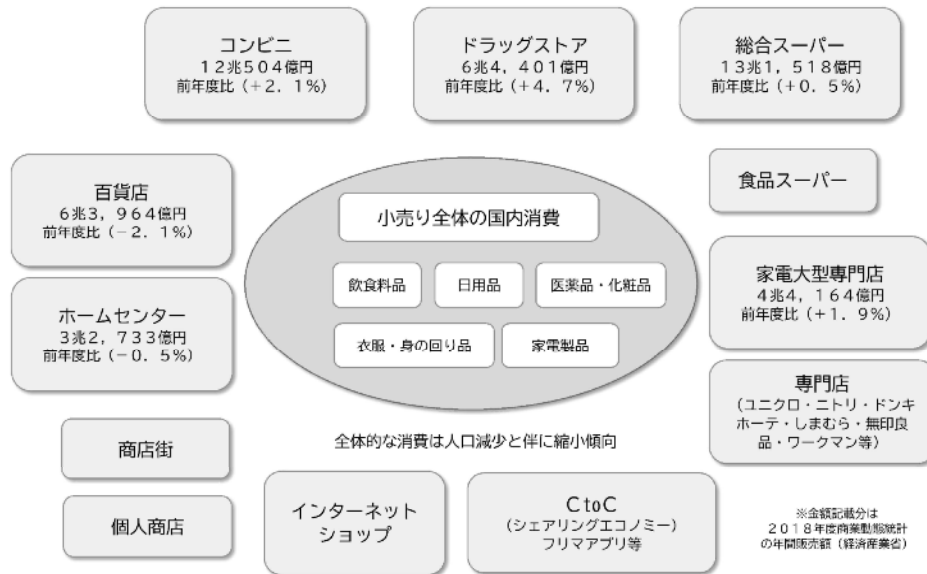 コンビニ
12兆504億円
前年度比（+2．1%）
ドラッグストア
6兆4，401億円
前年度比（+4．7%）
総合スーパー
13兆1，518億円
前年度比（+0．5%）
百貨店
6兆3，964億円
前年度比（−2．1%）
食品スーパー
小売り全体の国内消費
飲食料品
日用品
医薬品・化粧品
衣服・身の回り品
家電製品
ホームセンター
3兆2，733億円
前年度比（−0．5%）
家電大型専門店
4兆4，164億円
前年度比（+1．9%）
専門店
（ユニクロ・ニトリ・ドンキ
ホーテ・しまむら・無印良
品・ワークマン等）
全体的な消費は人口減少と伴に縮小傾向
商店街
個人商店
インターネット
ショップ
CtoC
（シェアリングエコノミー）
フリマアプリ等
※金額記載分は
2018年度商業動態統計
の年間販売額（経済産業省）